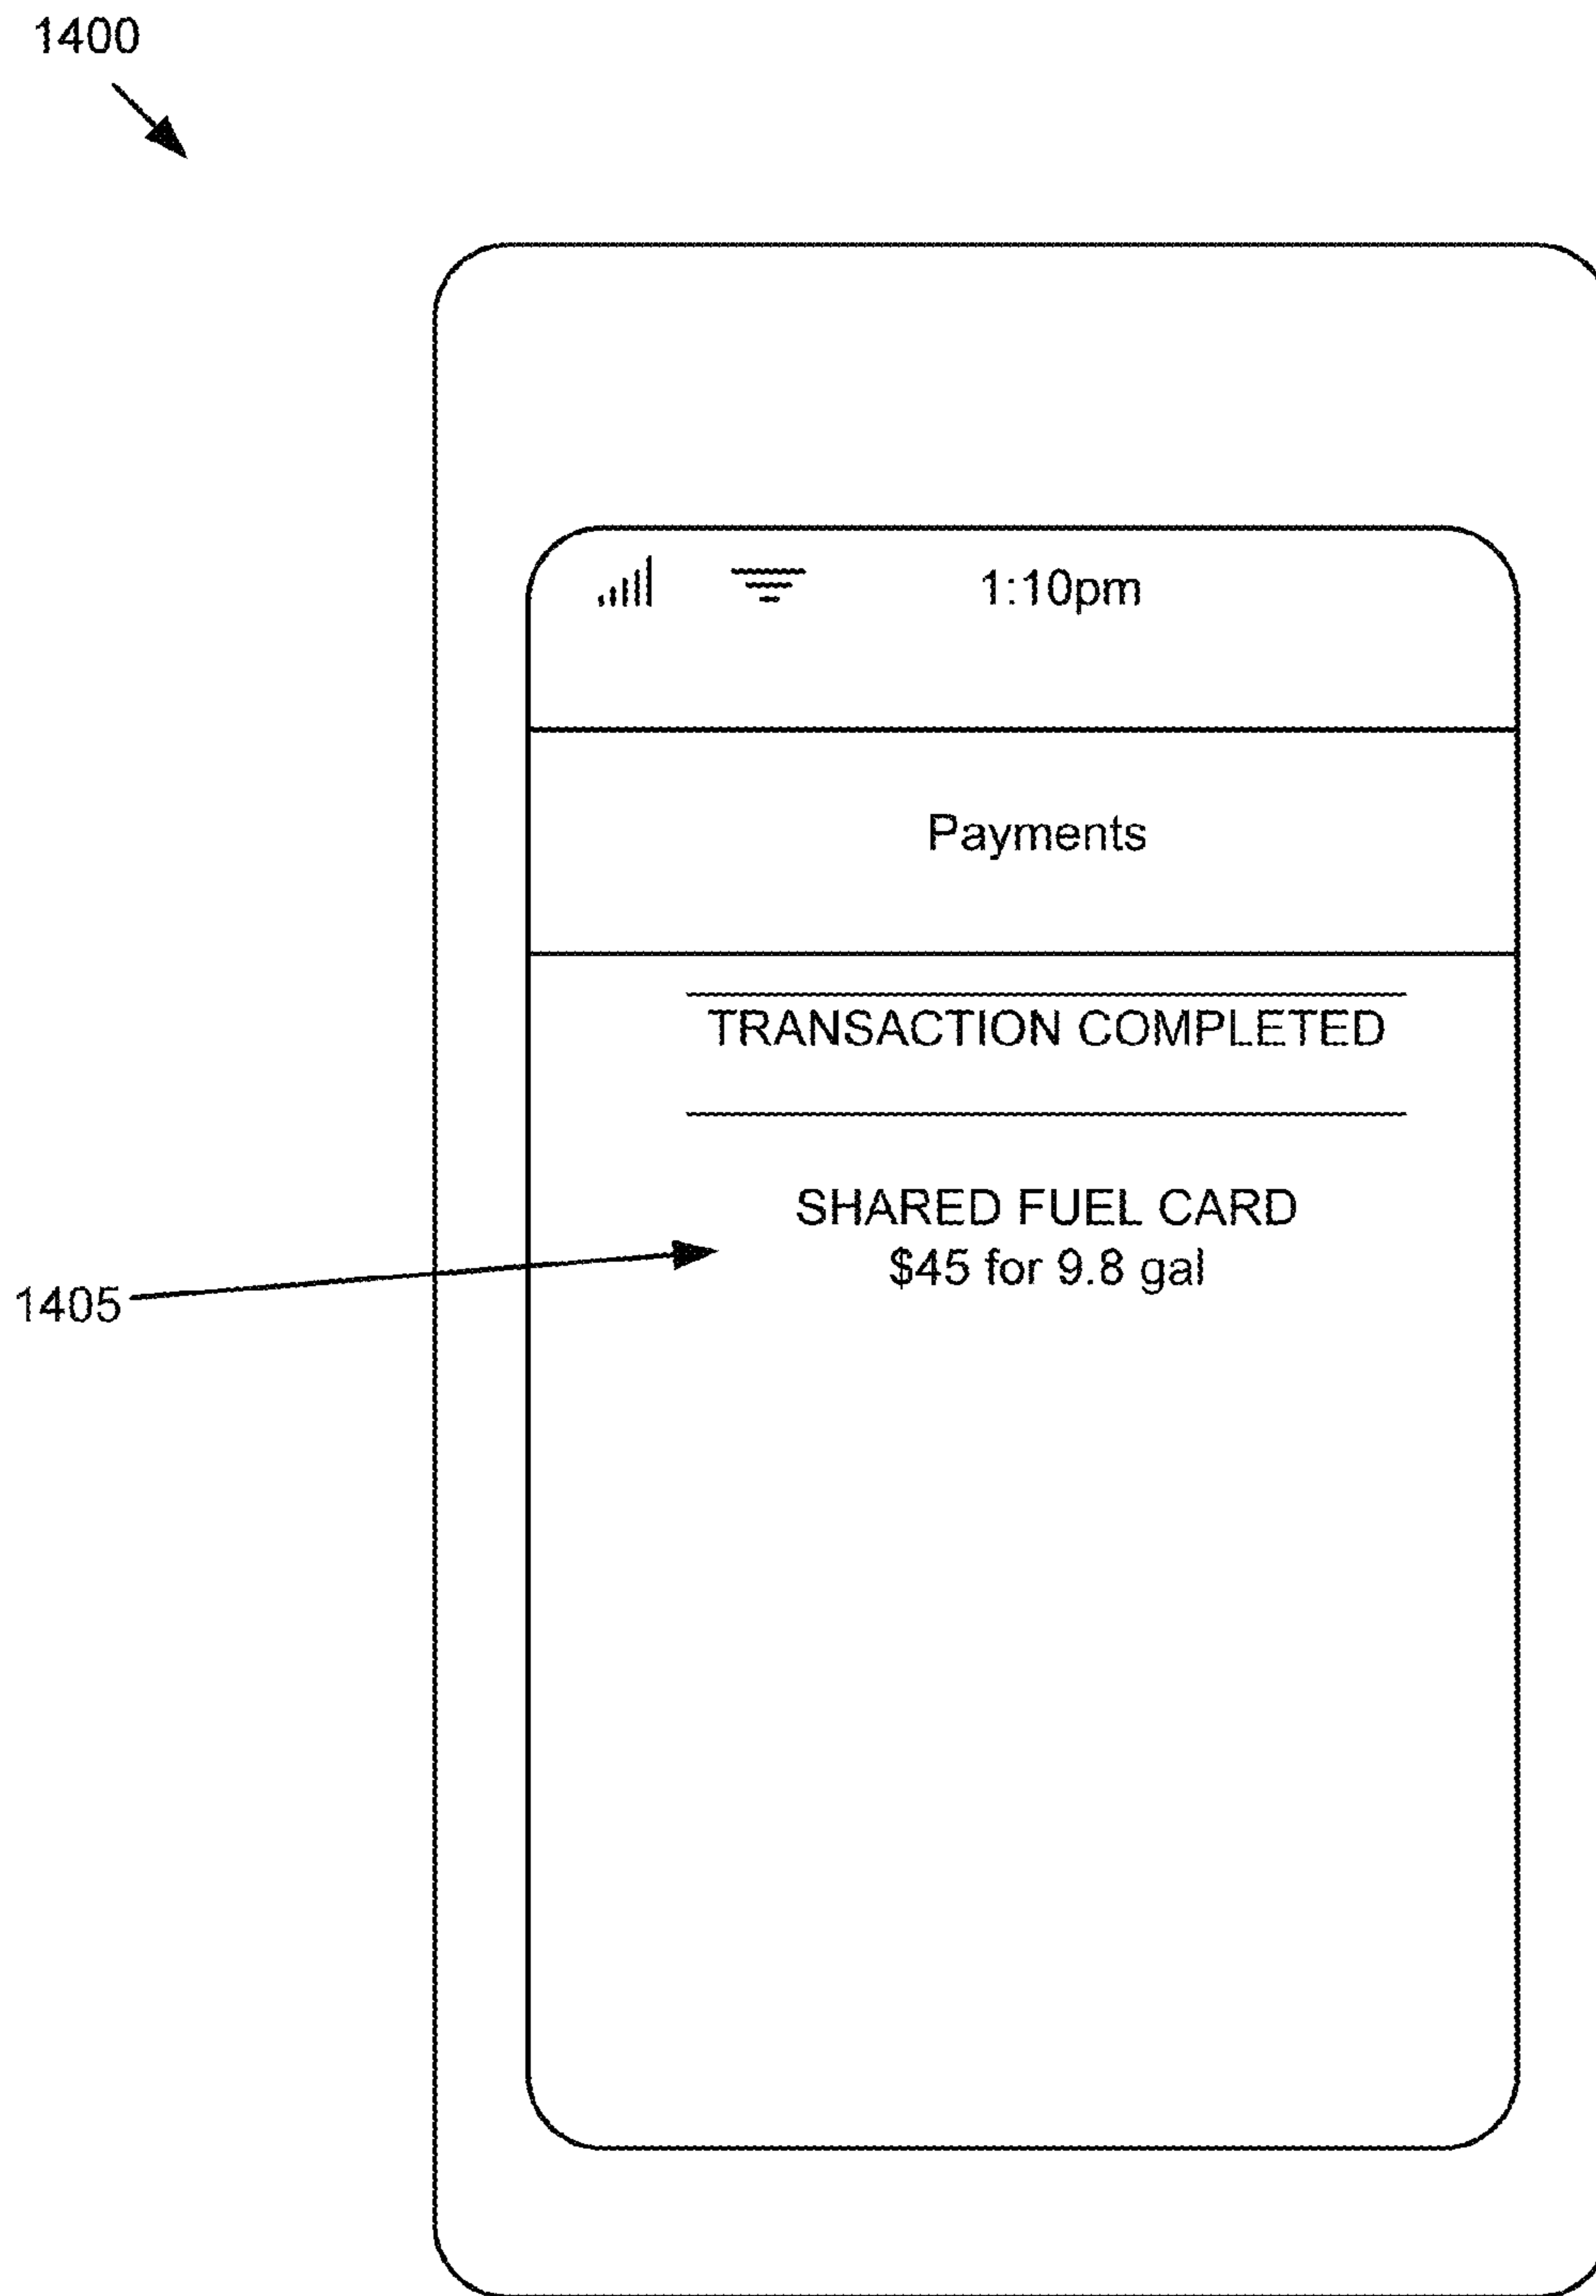 1400
1:10pm
Payments
TRANSACTION COMPLETED
SHARED FUEL CARD
$45 for 9.8 gal
1405